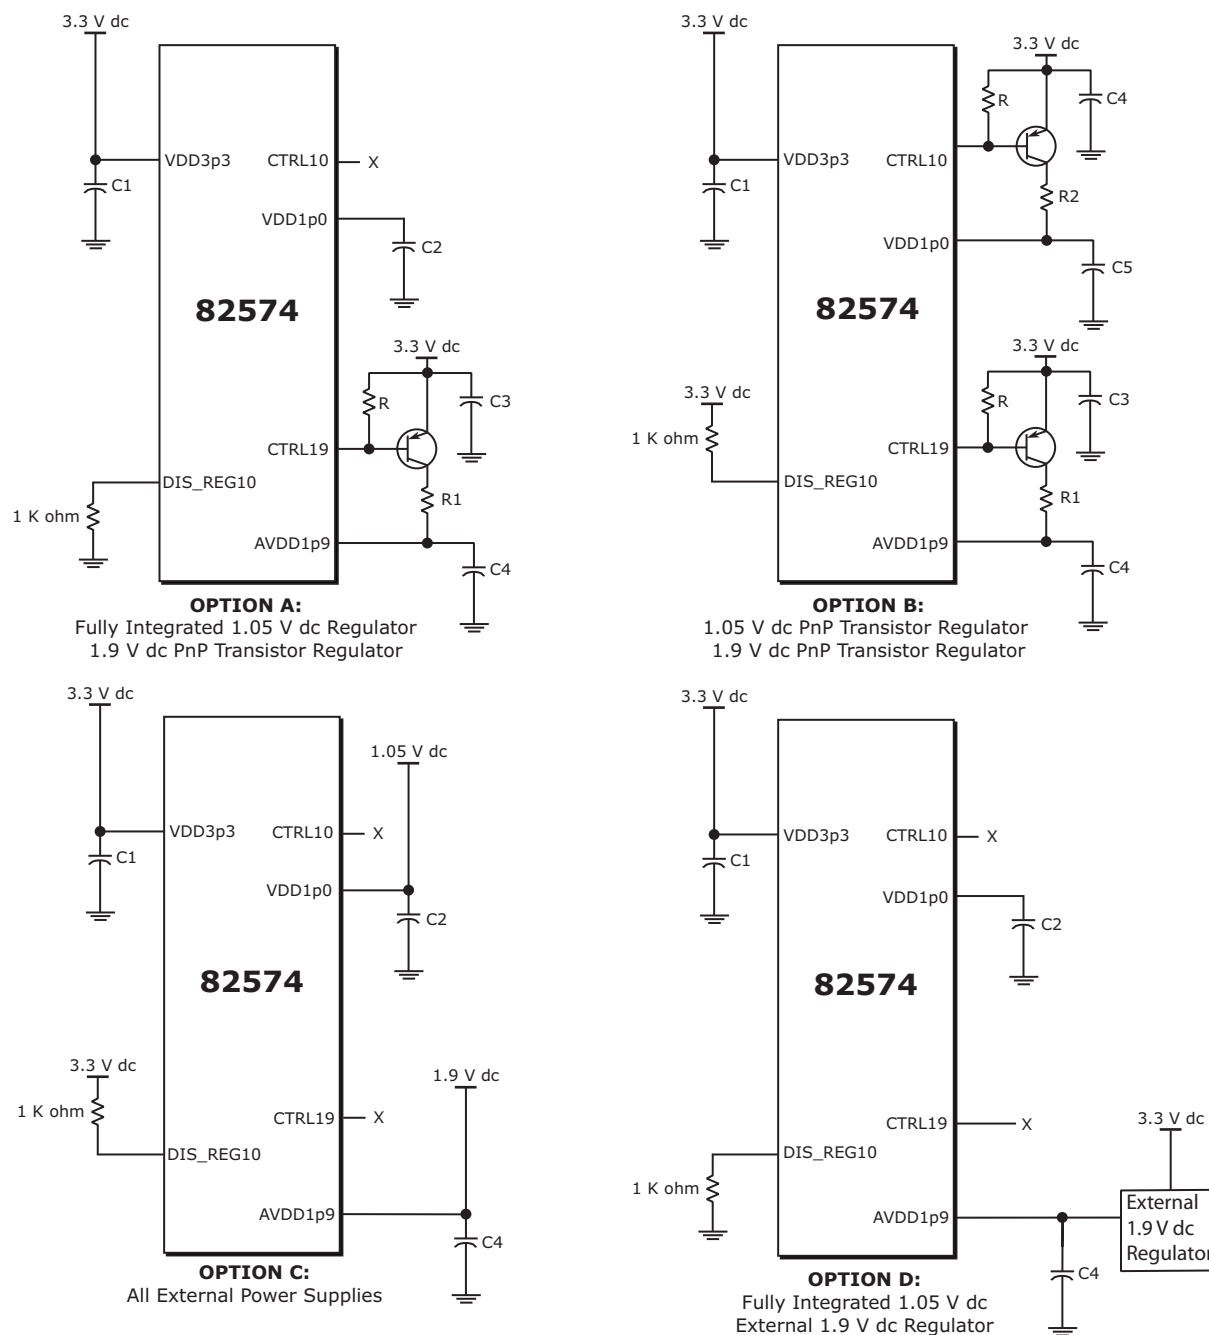 3.3 V dc
VDD3p3
CTRL10
X
C1
VDD1p0
C2
82574
3.3 V dc
R
C3
CTRL19
DIS_REG10
1 K ohm
R1
AVDD1p9
C4
OPTION A:
Fully Integrated 1.05 V dc Regulator
1.9 V dc PnP Transistor Regulator
3.3 V dc
3.3 V dc
R
C4
VDD3p3
CTRL10
C1
R2
VDD1p0
C5
82574
3.3 V dc
3.3 V dc
R
C3
1 K ohm
CTRL19
DIS_REG10
R1
AVDD1p9
C4
OPTION B:
1.05 V dc PnP Transistor Regulator
1.9 V dc PnP Transistor Regulator
3.3 V dc
1.05 V dc
VDD3p3
CTRL10
X
C1
VDD1p0
C2
82574
3.3 V dc
1.9 V dc
1 K ohm
CTRL19
X
DIS_REG10
AVDD1p9
C4
OPTION C:
All External Power Supplies
3.3 V dc
VDD3p3
CTRL10
X
C1
VDD1p0
C2
82574
CTRL19
X
3.3 V dc
DIS_REG10
1 K ohm
AVDD1p9
External
1.9 V dc
Regulator
C4
OPTION D:
Fully Integrated 1.05 V dc
External 1.9 V dc Regulator